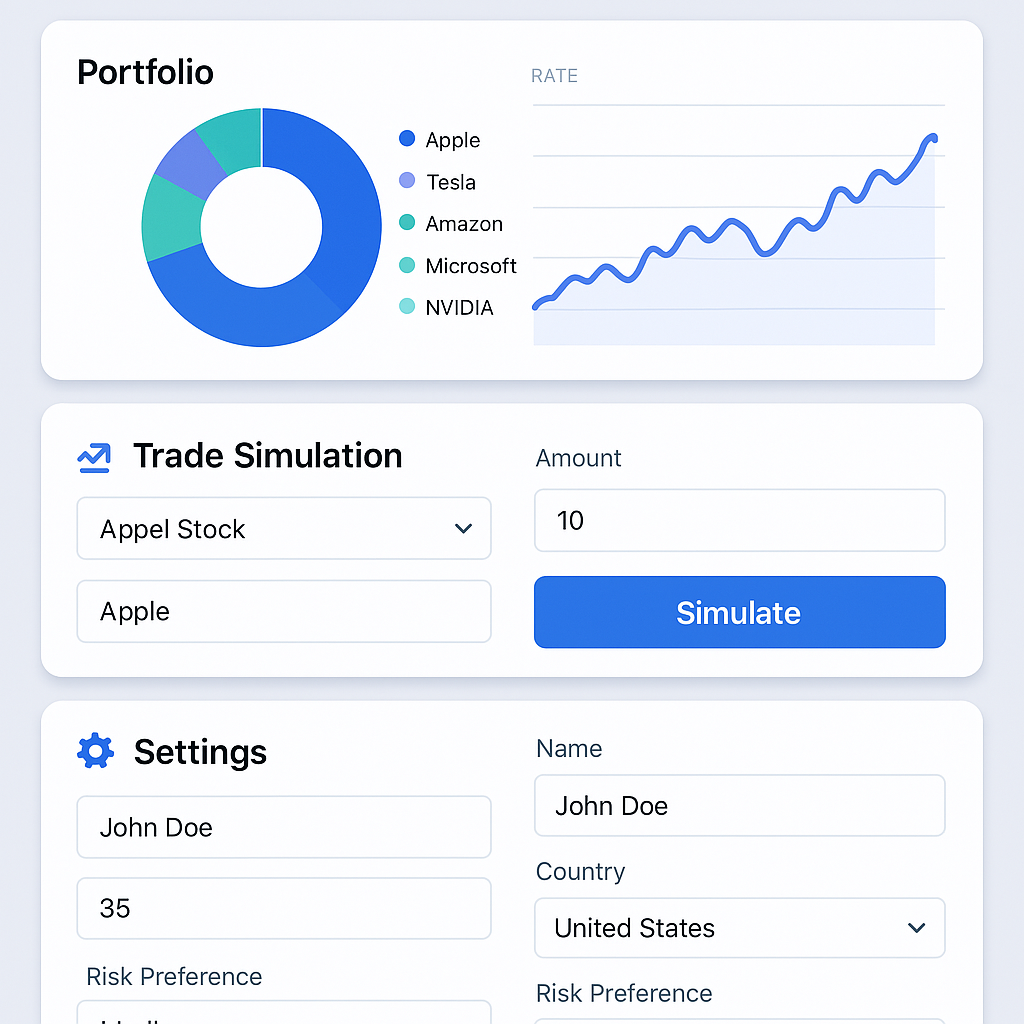 Portfolio
RATE
Apple
Tesla
Amazon
Microsoft
NVIDIA
Trade Simulation
Appel Stock
Apple
Amount
10
Simulate
Settings
John Doe
35
Risk Preference
Name
John Doe
Country
United States
Risk Preference